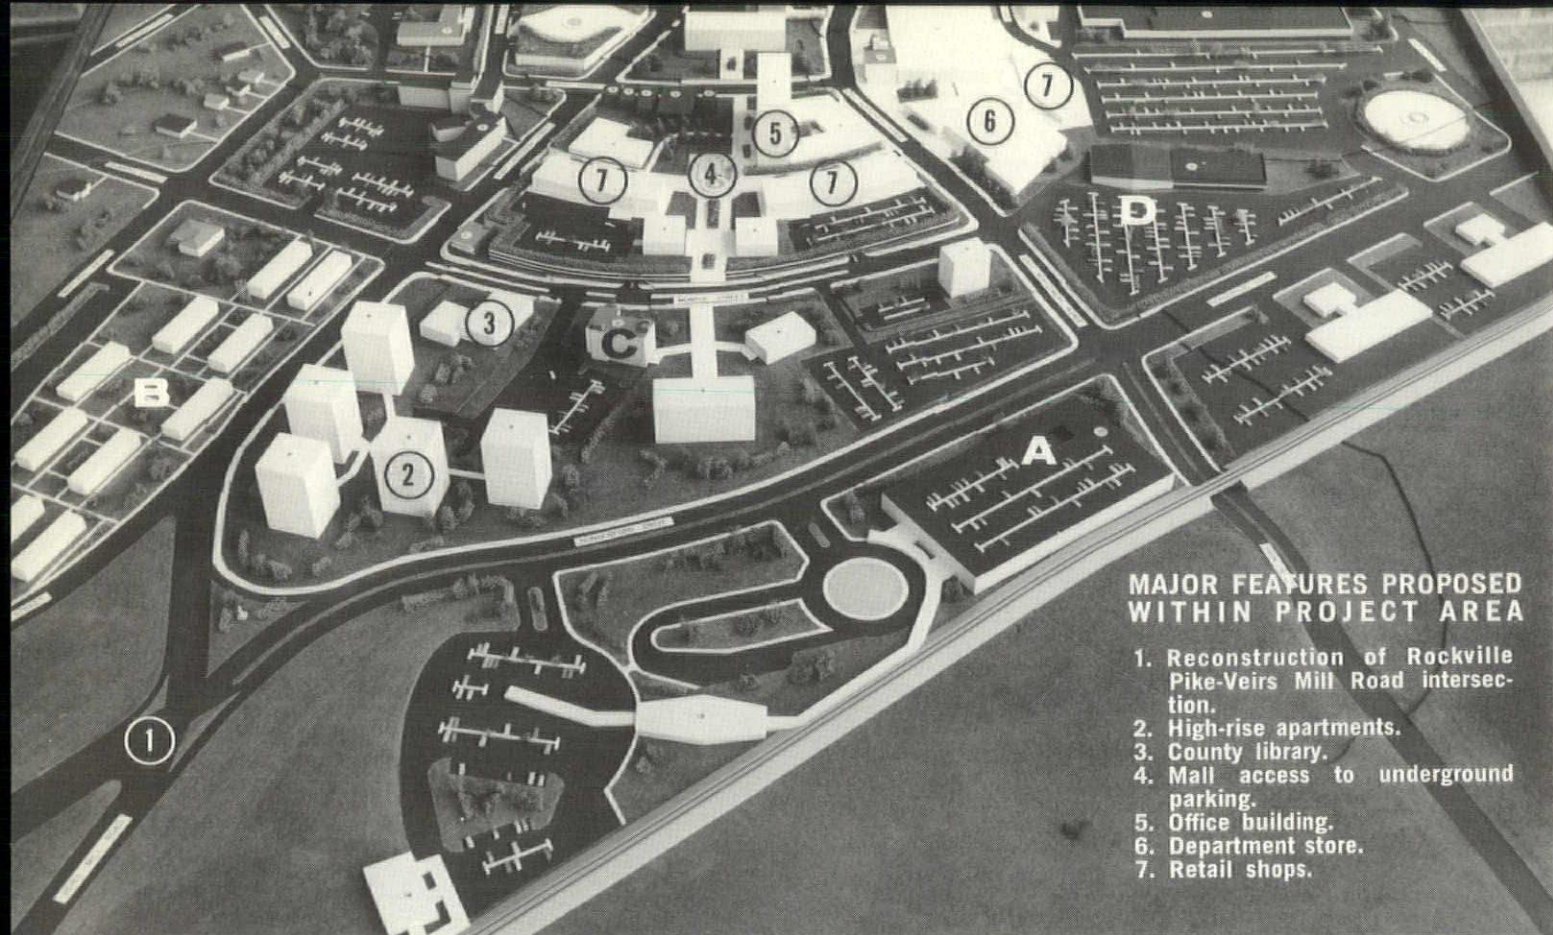 7
6
5
7
4
7
D
3
C
B
A
2
1
MAJOR FEATURES PROPOSED
WITHIN PROJECT AREA
1. Reconstruction of Rockville
Pike-Veirs Mill Road intersec-
tion.
2. High-rise apartments.
3. County library.
4. Mall access to underground
parking.
5. Office building.
6. Department store.
7. Retail shops.